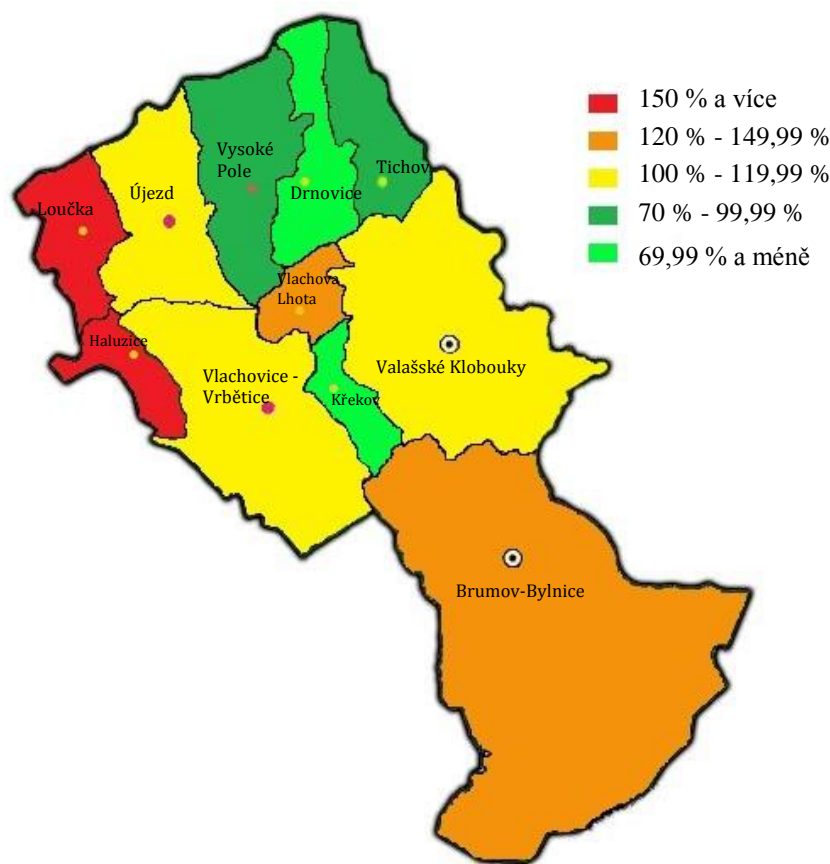 150 % a více
120 % - 149,99 %
100 % - 119,99 %
70 % - 99,99 %
69,99 % a méně
Vysoké
Pole
Tichov
Drnovice
Újezd
Loučka
Vlachova
Lhota
Haluzice
Valašské Klobouky
Vlachovice -
Vrbětice
Křekov
Brumov-Bylnice